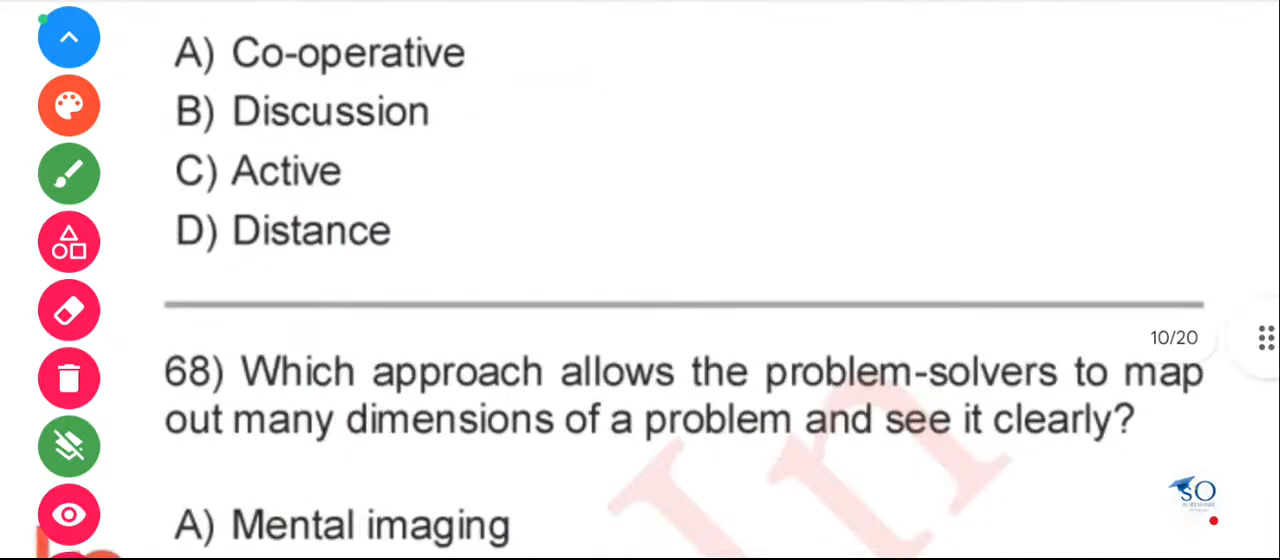 A) Co-operative
B) Discussion
C) Active
D) Distance
10/20
68) Which approach allows the problem-solvers to map
out many dimensions of a problem and see it clearly?
A) Mental imaging
SO